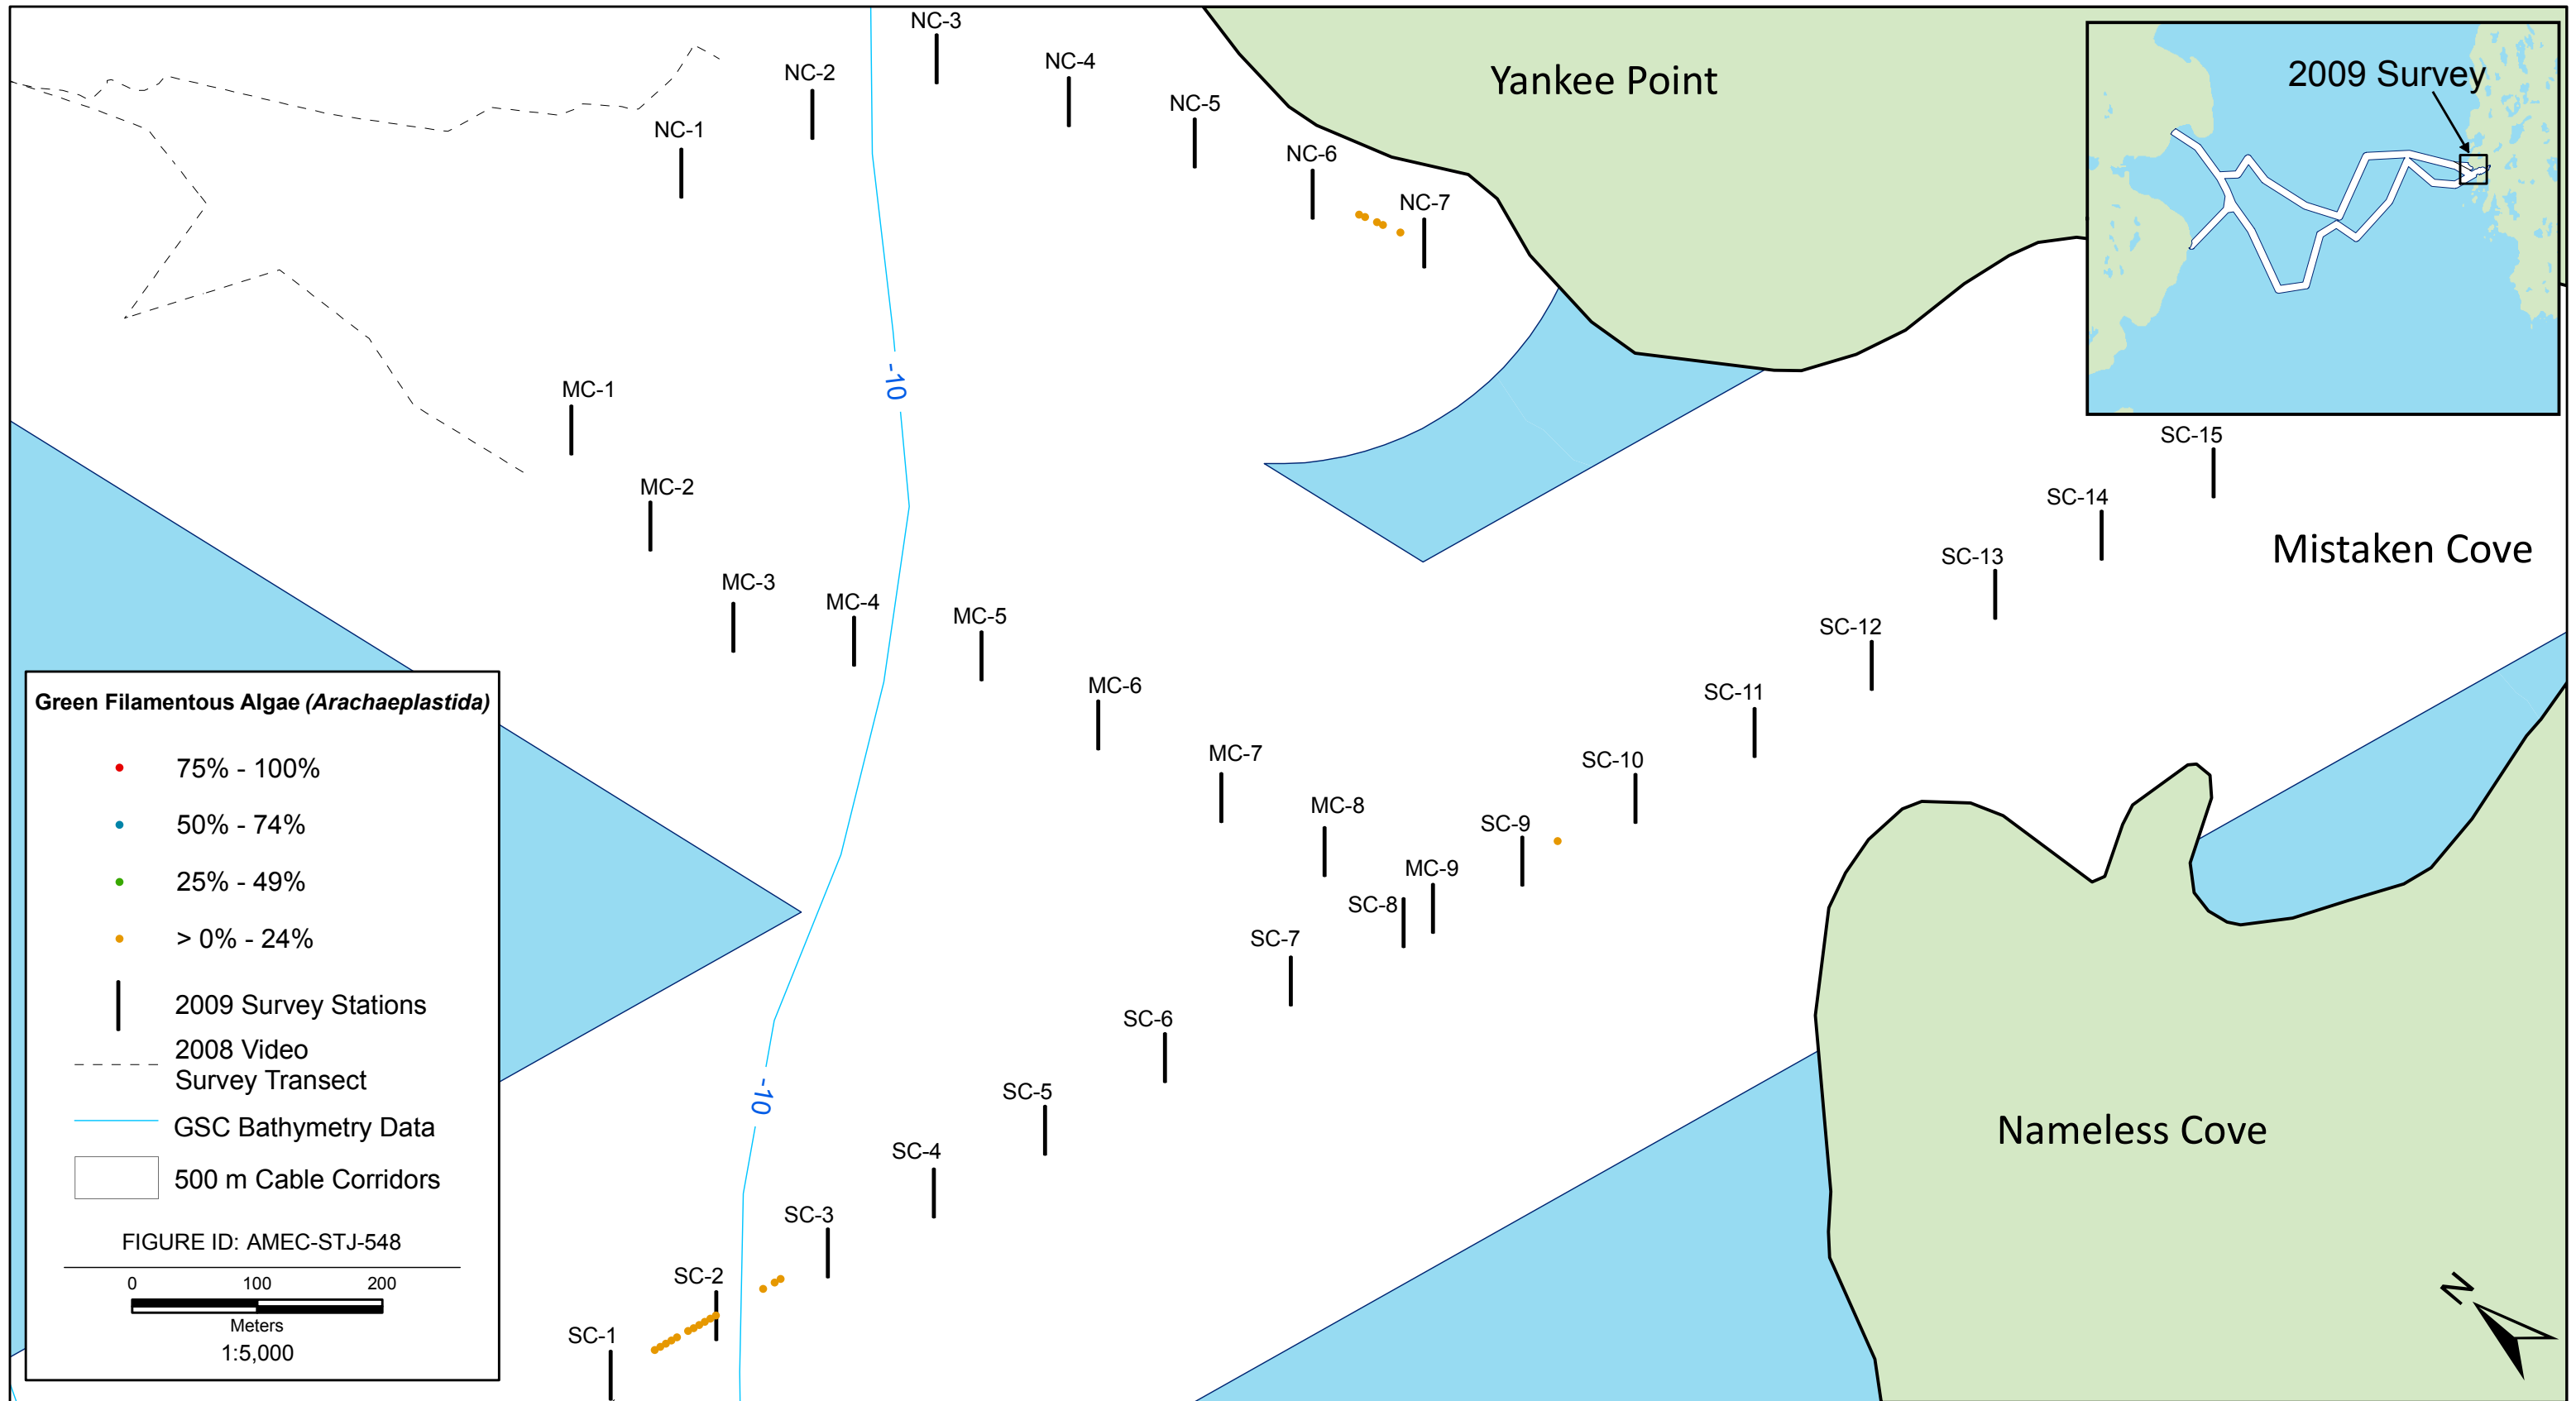 NC-3
NC-4
NC-2
NC-5
NC-1
NC-6
NC-7
Yankee Point
2009 Survey
-10
MC-1
MC-2
MC-3
MC-4
MC-5
MC-6
MC-7
MC-8
MC-9
SC-15
SC-14
SC-13
SC-12
SC-11
SC-10
SC-9
SC-8
SC-7
SC-6
SC-5
SC-4
SC-3
SC-2
SC-1
Mistaken Cove
Nameless Cove
-10
N
Green Filamentous Algae (Arachaeplastida)
75% - 100%
50% - 74%
25% - 49%
> 0% - 24%
2009 Survey Stations
2008 Video
Survey Transect
GSC Bathymetry Data
500 m Cable Corridors
FIGURE ID: AMEC-STJ-548
0 100 200
Meters
1:5,000